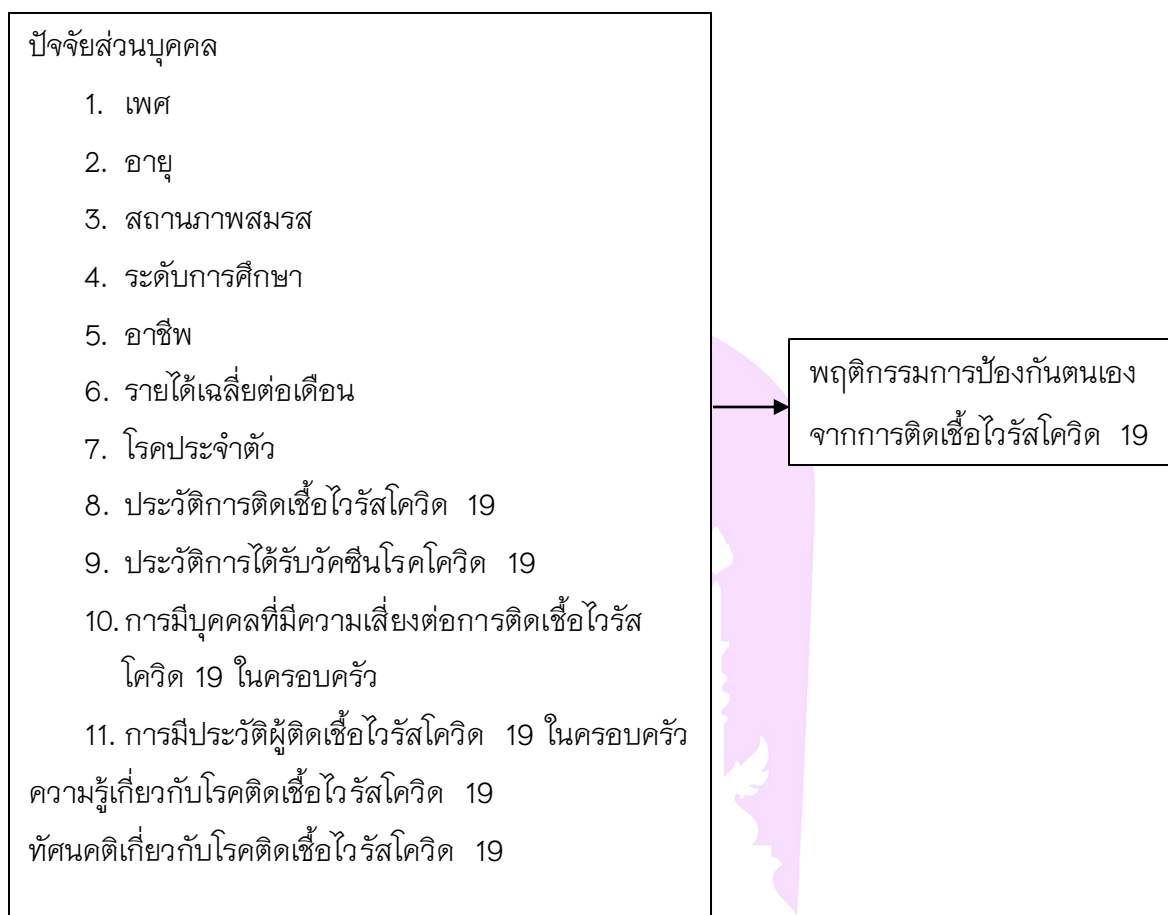 ปัจจัยส่วนบุคคล
1. เพศ
2. อายุ
3. สถานภาพสมรส
4. ระดับการศึกษา
5. อาชีพ
6. รายได้เฉลี่ยต่อเดือน
7. โรคประจำตัว
8. ประวัติการติดเชื้อไวรัสโควิด 19
9. ประวัติการได้รับวัคซีนโรคโควิด 19
10. การมีบุคคลที่มีความเสี่ยงต่อการติดเชื้อไวรัส
โควิด 19 ในครอบครัว
11. การมีประวัติผู้ติดเชื้อไวรัสโควิด 19 ในครอบครัว
ความรู้เกี่ยวกับโรคติดเชื้อไวรัสโควิด 19
ทัศนคติเกี่ยวกับโรคติดเชื้อไวรัสโควิด 19
พฤติกรรมการป้องกันตนเอง
จากการติดเชื้อไวรัสโควิด 19